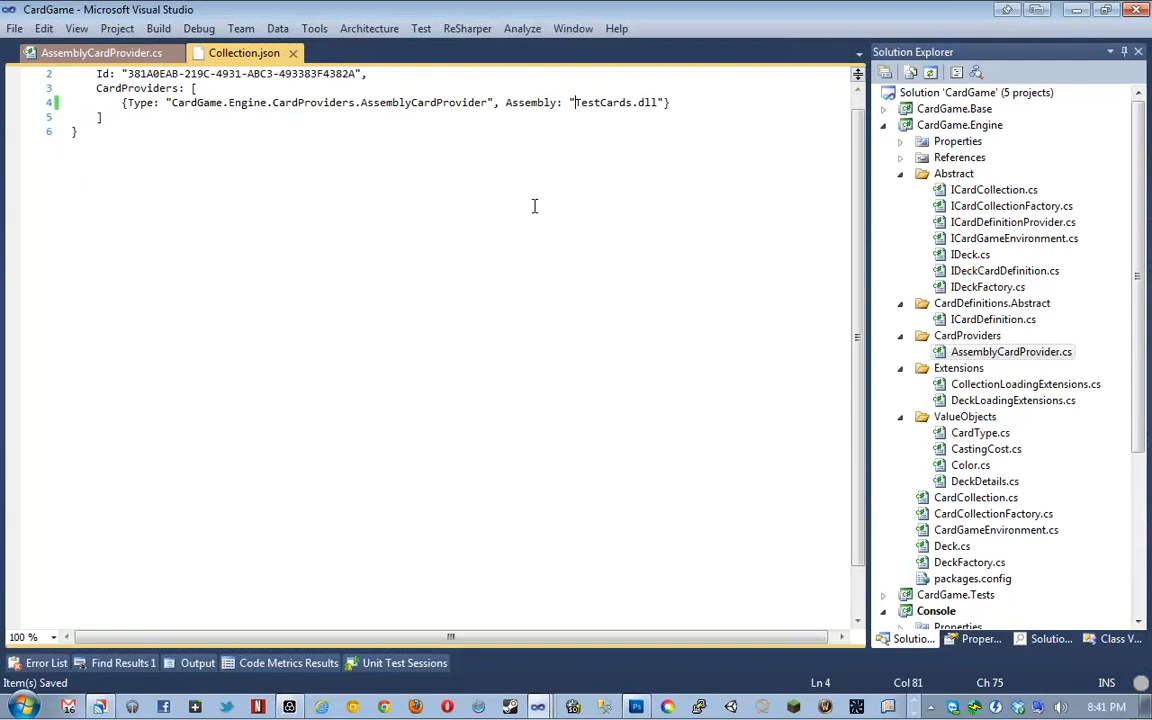 CardGame - Microsoft Visual Studio
File Edit View Project Build Debug Team Data Tools Architecture Test ReSharper Analyze Window Help
AssemblyCardProvider.cs Collection.json
2 Id: "381A0EAB-219C-4931-ABC3-493383F4382A",
3 CardProviders: [
4 {Type: "CardGame.Engine.CardProviders.AssemblyCardProvider", Assembly: "TestCards.dll"}
5 ]
6 }
100 %
Solution Explorer
Solution 'CardGame' (5 projects)
CardGame.Base
CardGame.Engine
Properties
References
Abstract
ICardCollection.cs
ICardCollectionFactory.cs
ICardDefinitionProvider.cs
ICardGameEnvironment.cs
IDeck.cs
IDeckCardDefinition.cs
IDeckFactory.cs
CardDefinitions.Abstract
ICardDefinition.cs
CardProviders
AssemblyCardProvider.cs
Extensions
CollectionLoadingExtensions.cs
DeckLoadingExtensions.cs
ValueObjects
CardType.cs
CastingCost.cs
Color.cs
DeckDetails.cs
CardCollection.cs
CardCollectionFactory.cs
CardGameEnvironment.cs
Deck.cs
DeckFactory.cs
packages.config
CardGame.Tests
Console
Properties
Solutio... Proper... Solutio... Class V...
Error List Find Results 1 Output Code Metrics Results Unit Test Sessions
Item(s) Saved Ln 4 Col 81 Ch 75 INS
16 8:41 PM